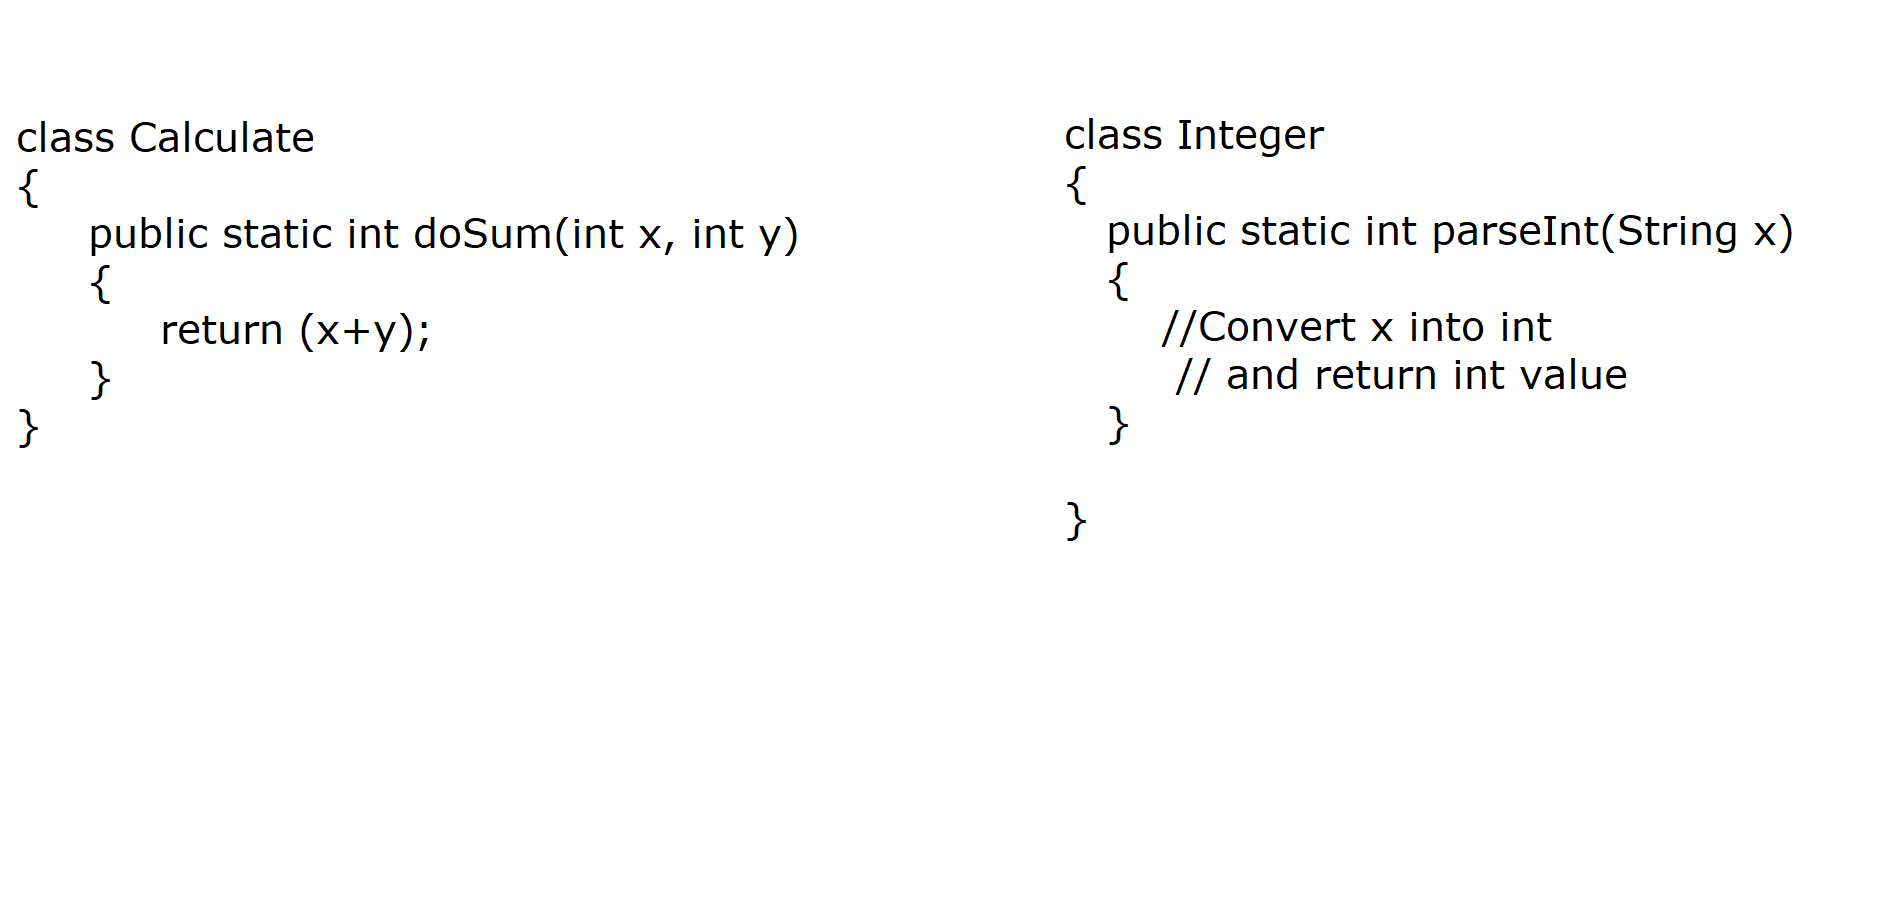 class Calculate
{
public static int doSum(int x, int y)
{
return (x+y);
}
}
class Integer
{
public static int parseInt(String x)
{
//Convert x into int
// and return int value
}
}